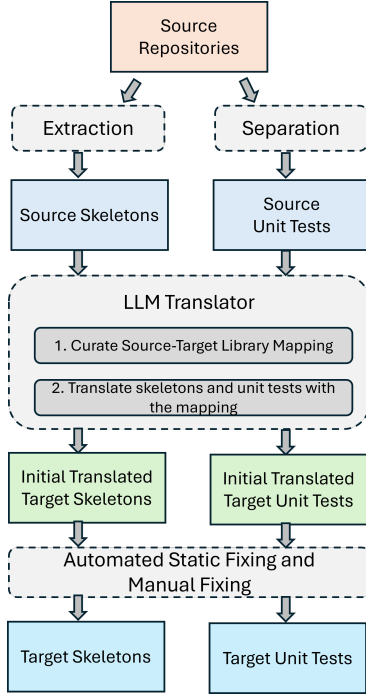 Source
Repositories
Extraction
Separation
Source Skeletons
Source
Unit Tests
LLM Translator
1. Curate Source-Target Library Mapping
2. Translate skeletons and unit tests with
the mapping
Initial Translated
Target Skeletons
Initial Translated
Target Unit Tests
Automated Static Fixing and
Manual Fixing
Target Skeletons
Target Unit Tests